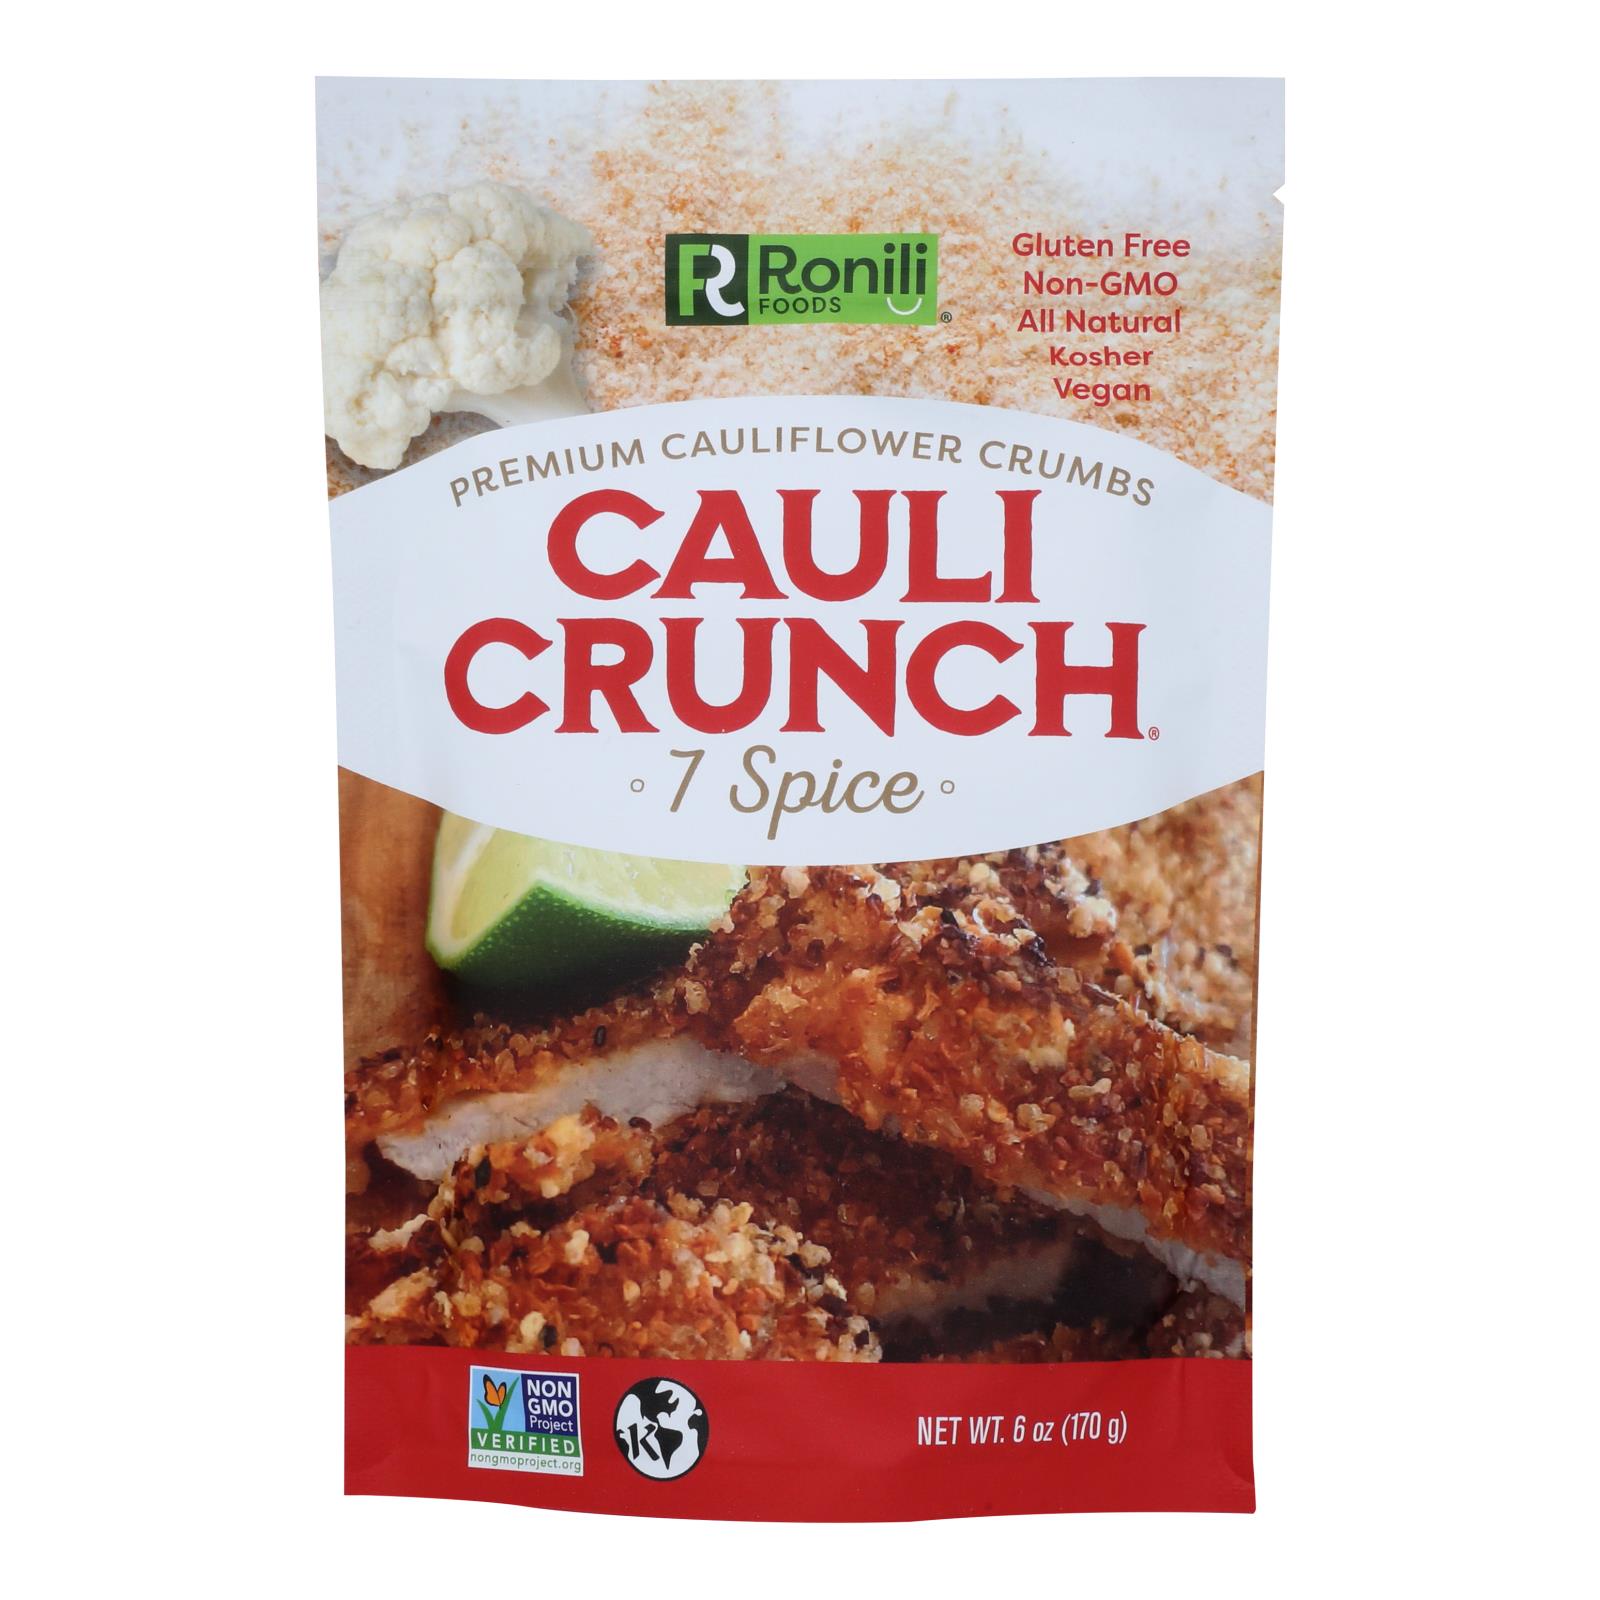 Ronili
FOODS
®
Gluten Free
Non-GMO
All Natural
Kosher
Vegan
PREMIUM CAULIFLOWER CRUMBS
CAULI
CRUNCH®
7 Spice
NON
GMO
Project
VERIFIED
nongmoproject.org
K
NET WT. 6 oz (170 g)